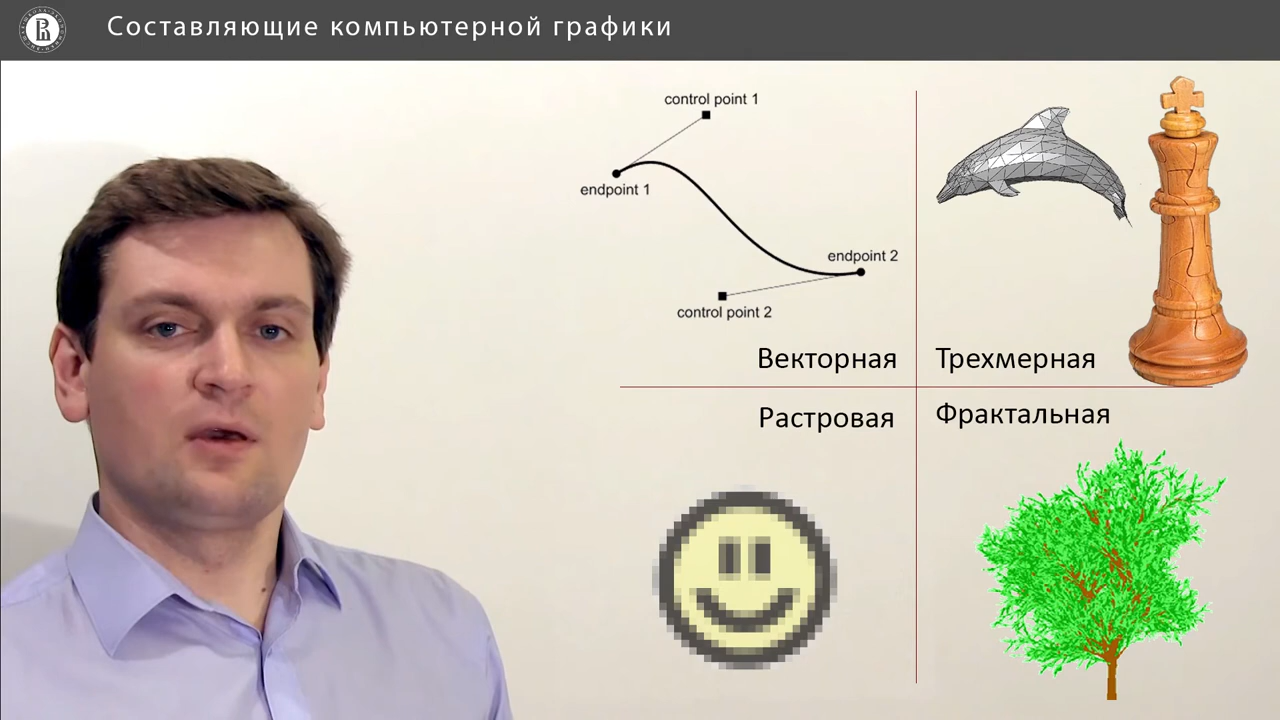 Составляющие компьютерной графики
control point 1
endpoint 1
endpoint 2
control point 2
Векторная
Трехмерная
Растровая
Фрактальная